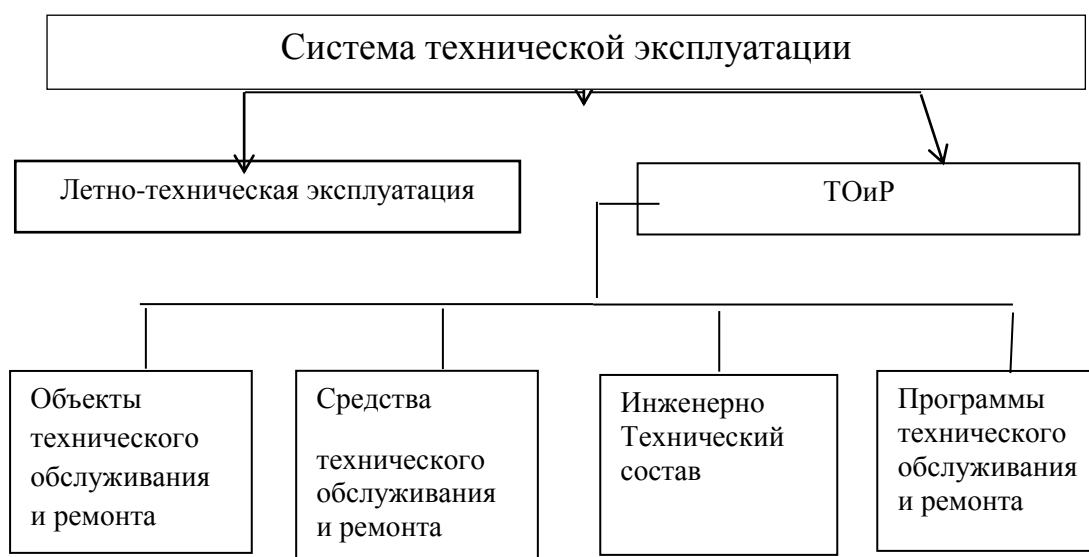 Система технической эксплуатации
Летно-техническая эксплуатация
ТОиР
Объекты
технического
обслуживания
и ремонта
Средства
технического
обслуживания
и ремонта
Инженерно
Технический
состав
Программы
технического
обслуживания
и ремонта